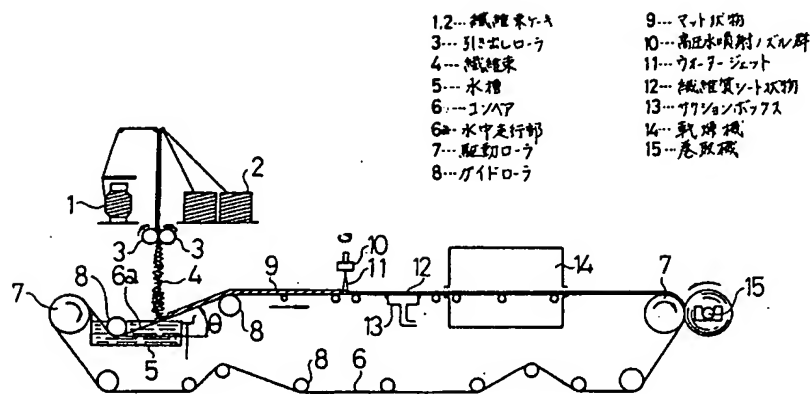 1,2…繊維束ケーキ
3…引き出しローラ
4…繊維束
5…水槽
6…コンベア
6a…水中走行部
7…駆動ローラ
8…ガイドローラ
9…マット状物
10…高圧水噴射ノズル群
11…ウォータージェット
12…繊維質シート状物
13…サクションボックス
14…乾燥機
15…巻取機
1
2
3
3
4
6a
8
7
5
θ
8
9
10
11
12
13
14
7
15
8
6